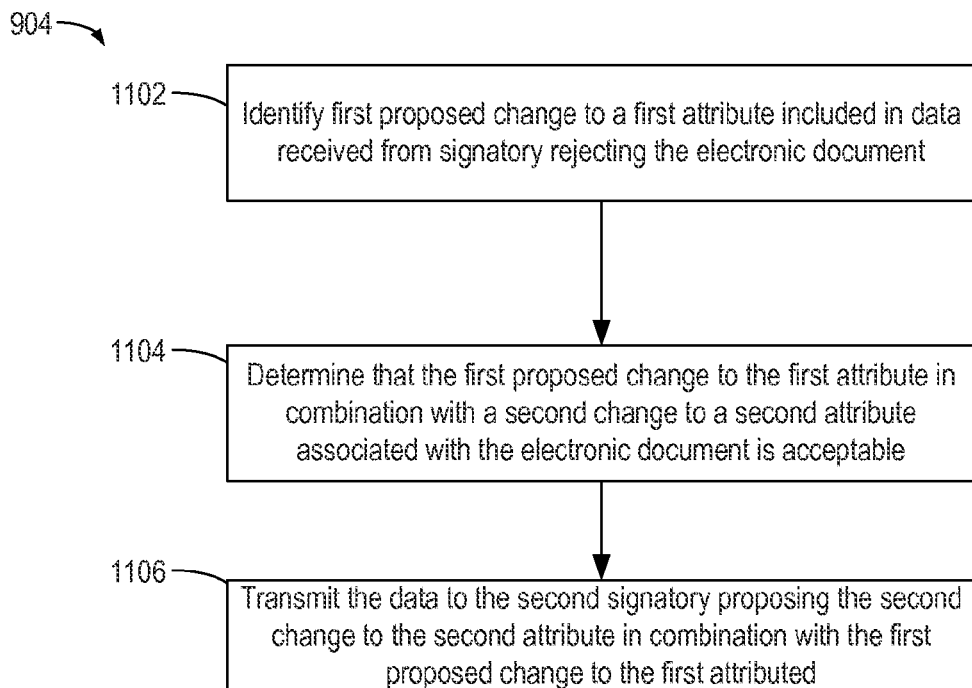 904
1102
Identify first proposed change to a first attribute included in data
received from signatory rejecting the electronic document
1104
Determine that the first proposed change to the first attribute in
combination with a second change to a second attribute
associated with the electronic document is acceptable
1106
Transmit the data to the second signatory proposing the second
change to the second attribute in combination with the first
proposed change to the first attributed